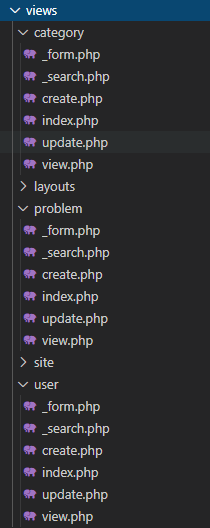 views
category
_form.php
_search.php
create.php
index.php
update.php
view.php
layouts
problem
_form.php
_search.php
create.php
index.php
update.php
view.php
site
user
_form.php
_search.php
create.php
index.php
update.php
view.php